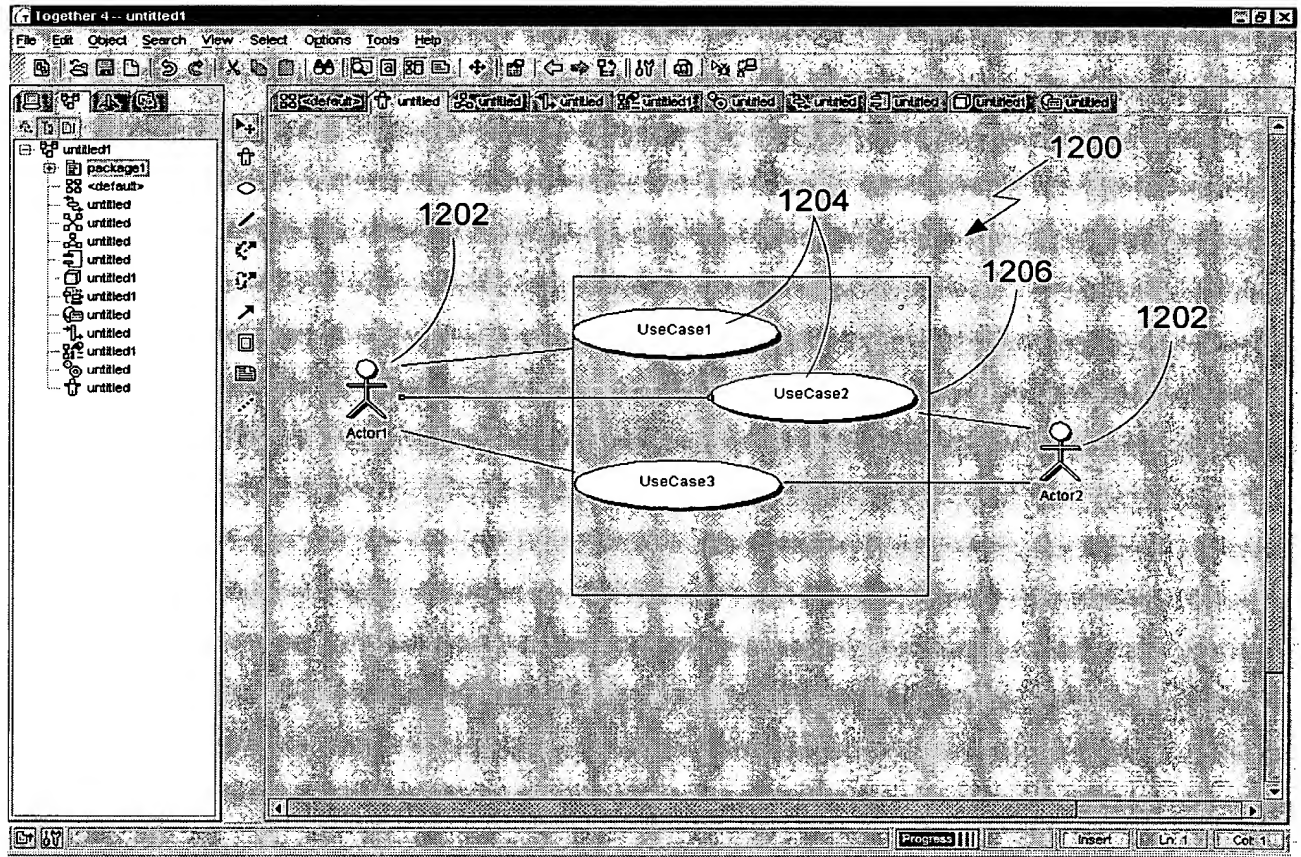 Together 4 -- untitled1
File Edit Object Search View Select Options Tools Help
<default> untitled untitled untitled untitled1 untitled untitled untitled untitled1 untitled
untitled1
package1
<default>
untitled
untitled
untitled
untitled
untitled1
untitled1
untitled
untitled
untitled1
untitled
untitled
1200
1202
1204
1206
1202
UseCase1
UseCase2
UseCase3
Actor1
Actor2
Progress
Insert
Ln: 1
Col: 1